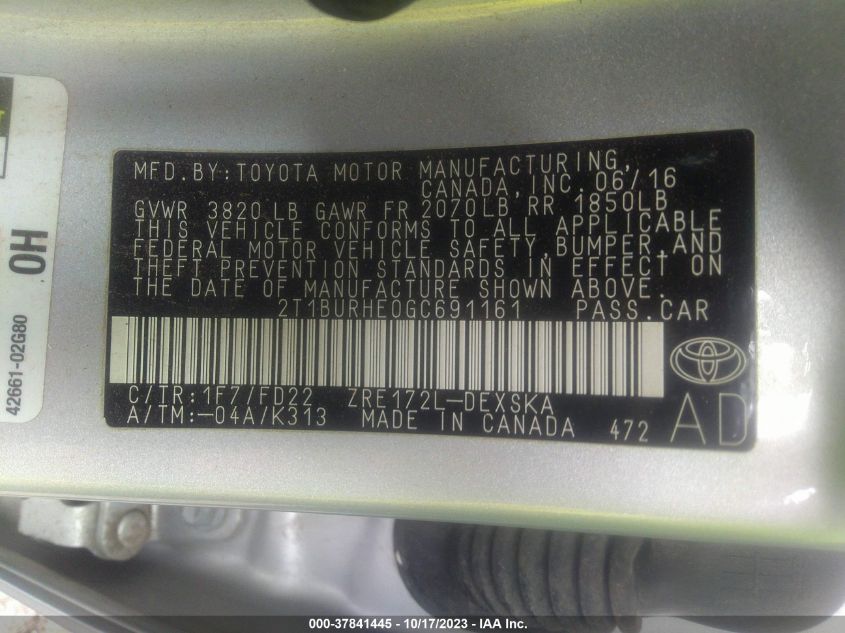 MFD.BY:TOYOTA MOTOR MANUFACTURING,
CANADA, INC. 06/16
GVWR 3820 LB GAWR FR 2070LB RR 1850LB
THIS VEHICLE CONFORMS TO ALL APPLICABLE
FEDERAL MOTOR VEHICLE SAFETY,BUMPER,AND
THEFT PREVENTION STANDARDS IN EFFECT ON
THE DATE OF MANUFACTURE SHOWN ABOVE.
2T1BURHE0GC691161 PASS.CAR
C/TR:1F7/FD22 ZRE172L-DEXSKA
A/TM:-04A/K313 MADE IN CANADA 472
AD
OH
42661-02G80
000-37841445 - 10/17/2023 - © IAA Inc.